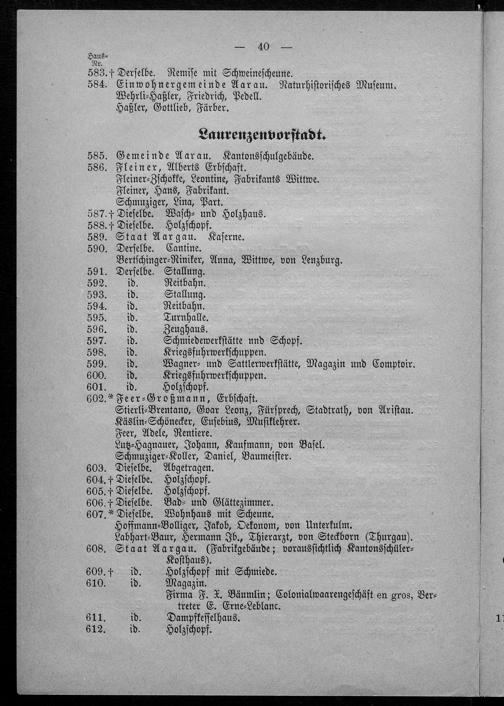 — 40 —
Haus-
Nr.
583.† Derselbe. Remise mit Schweinescheune.
584. Einwohnergemeinde Aarau. Naturhistorisches Museum.
Wehrli-Haßler, Friedrich, Pedell.
Haßler, Gottlieb, Färber.
Laurenzenvorstadt.
585. Gemeinde Aarau. Kantonsschulgebäude.
586. Fleiner, Alberts Erbschaft.
Fleiner-Zschokke, Leontine, Fabrikants Wittwe.
Fleiner, Hans, Fabrikant.
Schmuziger, Lina, Part.
587.† Dieselbe. Wasch- und Holzhaus.
588.† Dieselbe. Holzschopf.
589. Staat Aargau. Kaserne.
590. Derselbe. Cantine.
Bertschinger-Riniker, Anna, Wittwe, von Lenzburg.
591. Derselbe. Stallung.
592. id. Reitbahn.
593. id. Stallung.
594. id. Reitbahn.
595. id. Turnhalle.
596. id. Zeughaus.
597. id. Schmiedewerkstätte und Schopf.
598. id. Kriegsfuhrwerkschuppen.
599. id. Wagner- und Sattlerwerkstätte, Magazin und Comptoir.
600. id. Kriegsfuhrwerkschuppen.
601. id. Holzschopf.
602.* Feer-Großmann, Erbschaft.
Stierli-Brentano, Goar Leonz, Fürsprech, Stadtrath, von Aristau.
Käslin-Schönecker, Eusebius, Musiklehrer.
Feer, Adele, Rentiere.
Lutz-Hagnauer, Johann, Kaufmann, von Basel.
Schmuziger-Koller, Daniel, Baumeister.
603. Dieselbe. Abgetragen.
604.† Dieselbe. Holzschopf.
605.† Dieselbe. Holzschopf.
606.† Dieselbe. Bad- und Glättezimmer.
607.* Dieselbe. Wohnhaus mit Scheune.
Hoffmann-Bolliger, Jakob, Oekonom, von Unterkulm.
Labhart-Baur, Hermann Jb., Thierarzt, von Steckborn (Thurgau).
608. Staat Aargau. (Fabrikgebäude; voraussichtlich Kantonsschüler-
Kosthaus).
609.† id. Holzschopf mit Schmiede.
610. id. Magazin.
Firma F. X. Bäumlin; Colonialwaarengeschäft en gros, Ver-
treter E. Erne-Leblanc.
611. id. Dampfkesselhaus.
612. id. Holzschopf.